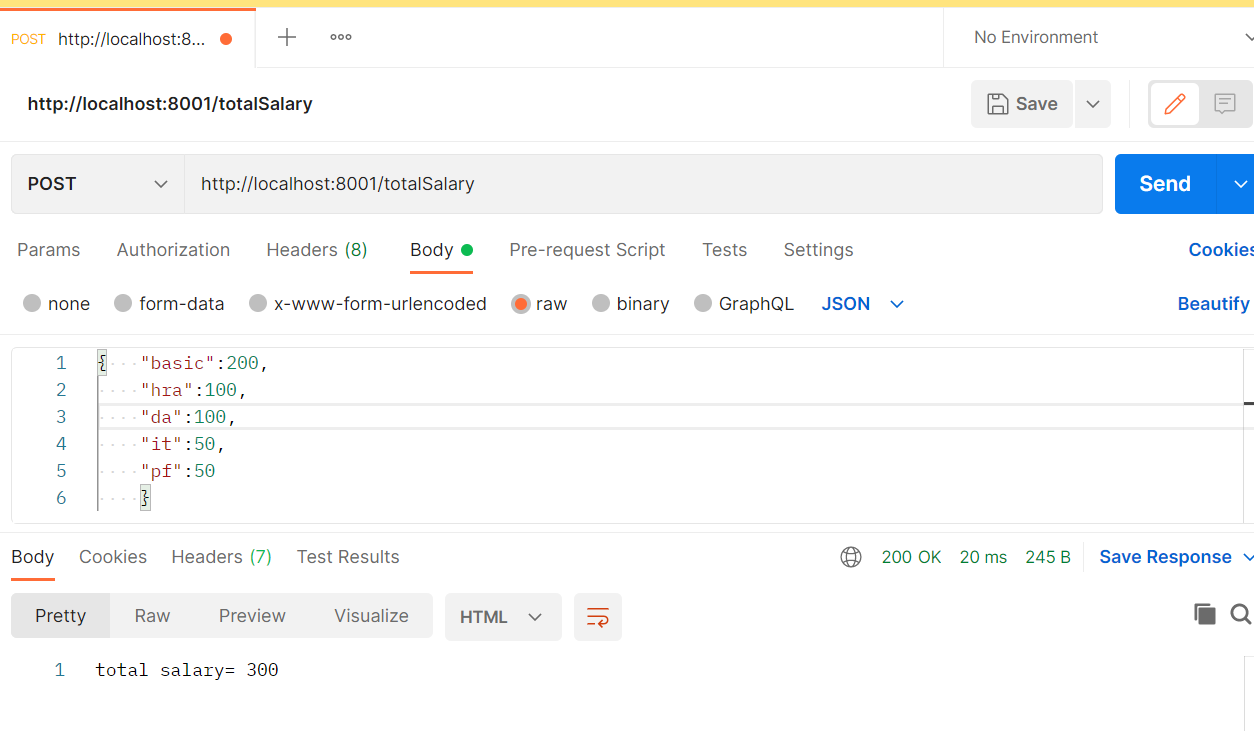 POST http://localhost:8... No Environment
http://localhost:8001/totalSalary Save
POST http://localhost:8001/totalSalary Send
Params Authorization Headers (8) Body Pre-request Script Tests Settings Cookies
none form-data x-www-form-urlencoded raw binary GraphQL JSON Beautify
1 { "basic":200,
2 "hra":100,
3 "da":100,
4 "it":50,
5 "pf":50
6 }
Body Cookies Headers (7) Test Results 200 OK 20 ms 245 B Save Response
Pretty Raw Preview Visualize HTML
1 total salary= 300